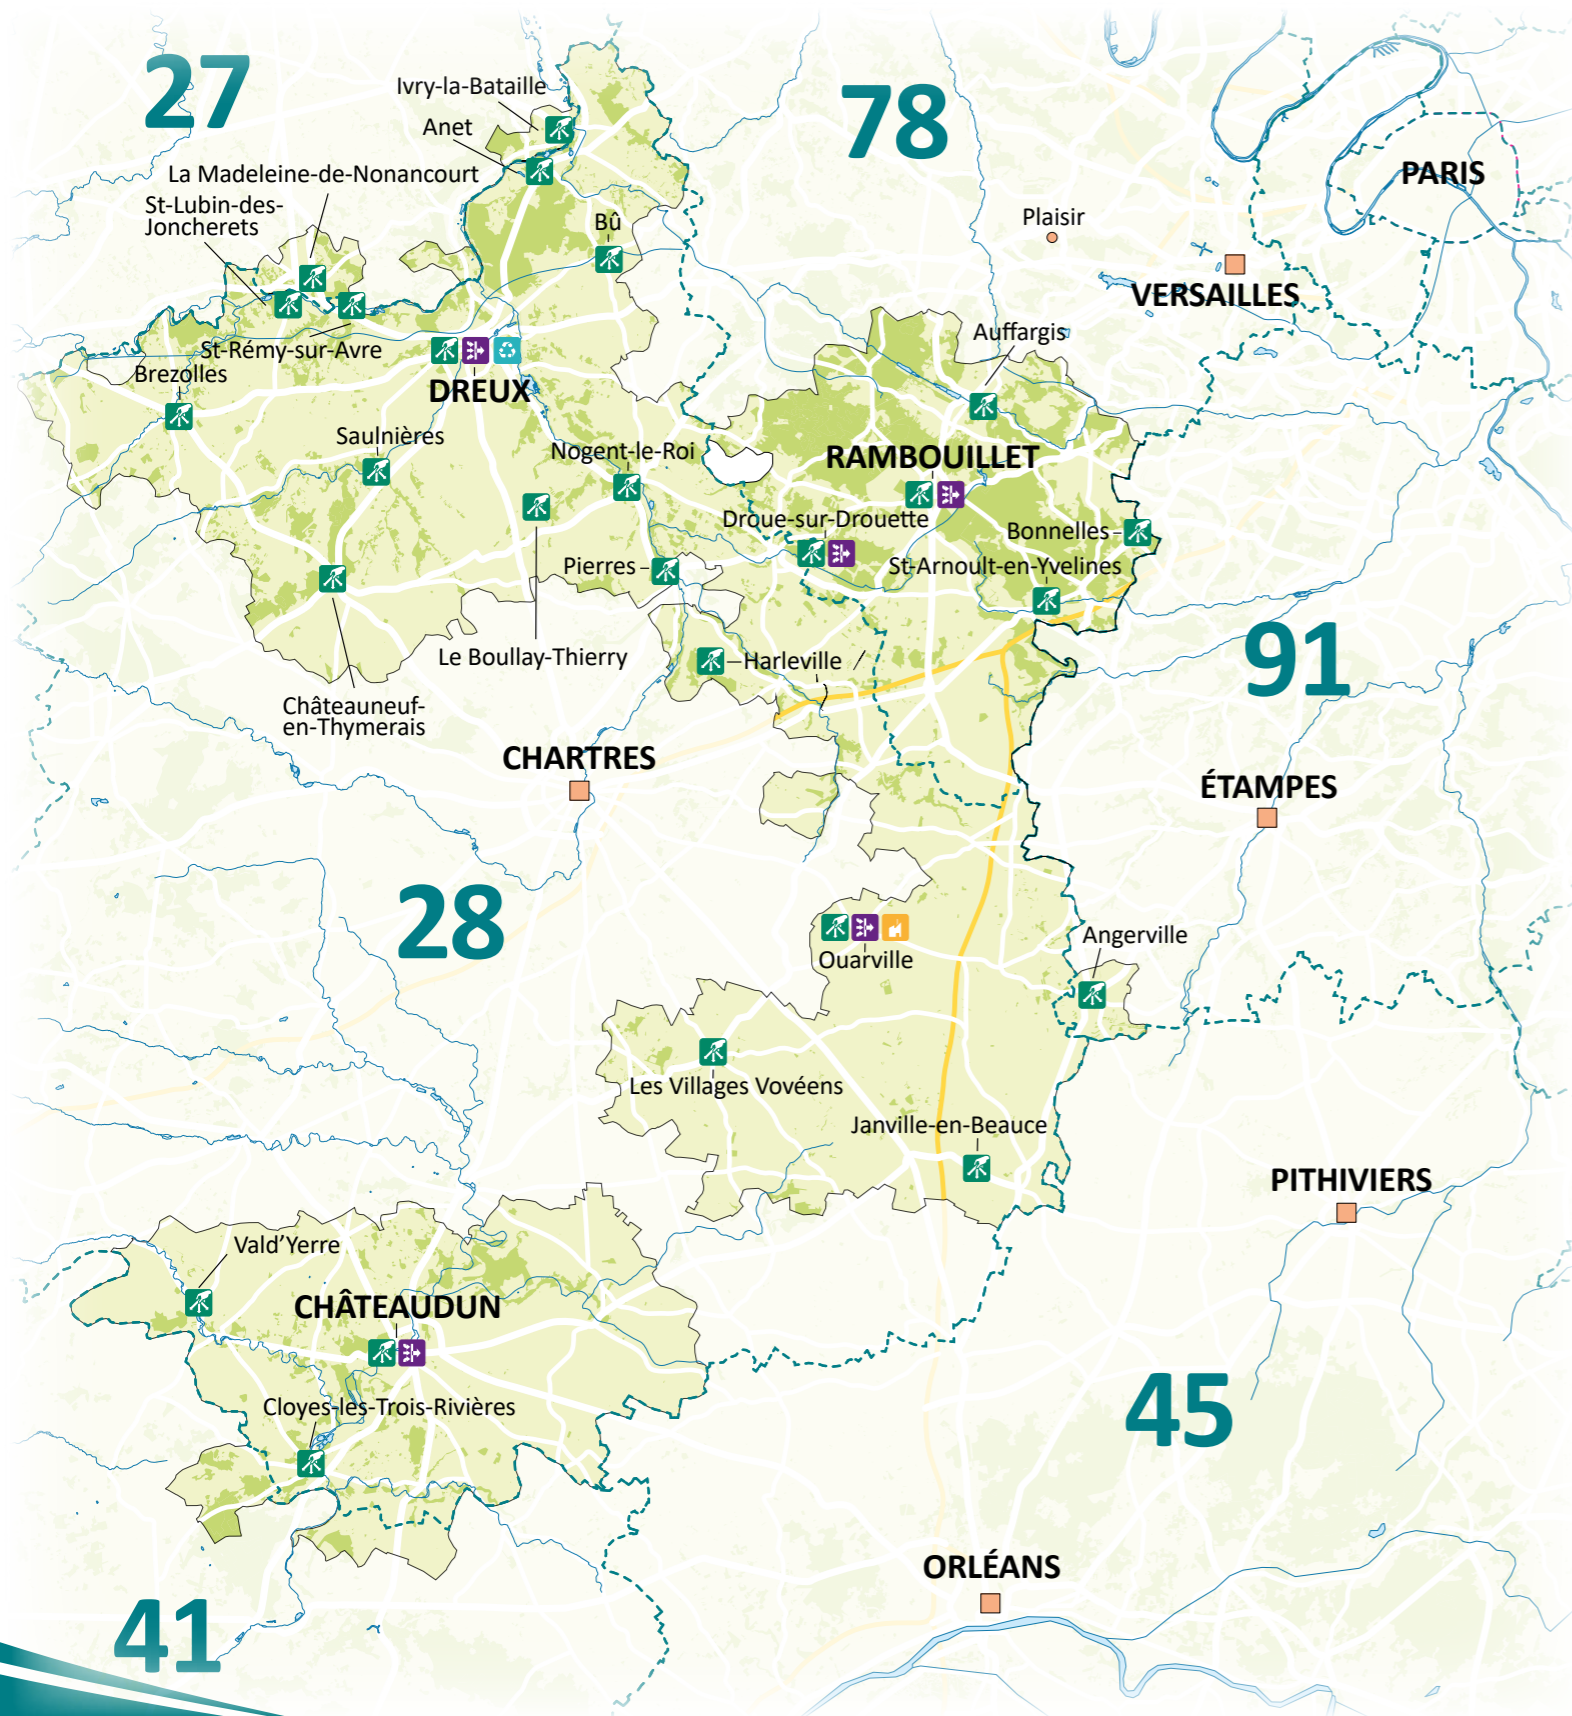 27
Ivry-la-Bataille
78
Anet
PARIS
La Madeleine-de-Nonancourt
St-Lubin-des-
Joncherets
Bû
Plaisir
VERSAILLES
Auffargis
St-Rémy-sur-Avre
Brezolles
DREUX
Saulnières
Nogent-le-Roi
RAMBOUILLET
Droue-sur-Drouette
Bonnelles
Pierres
St-Arnoult-en-Yvelines
Le Boullay-Thierry
Harleville
91
Châteauneuf-
en-Thymerais
CHARTRES
ÉTAMPES
28
Angerville
Ouarville
Les Villages Vovéens
Janville-en-Beauce
PITHIVIERS
Vald'Yerre
CHÂTEAUDUN
Cloyes-les-Trois-Rivières
45
ORLÉANS
41